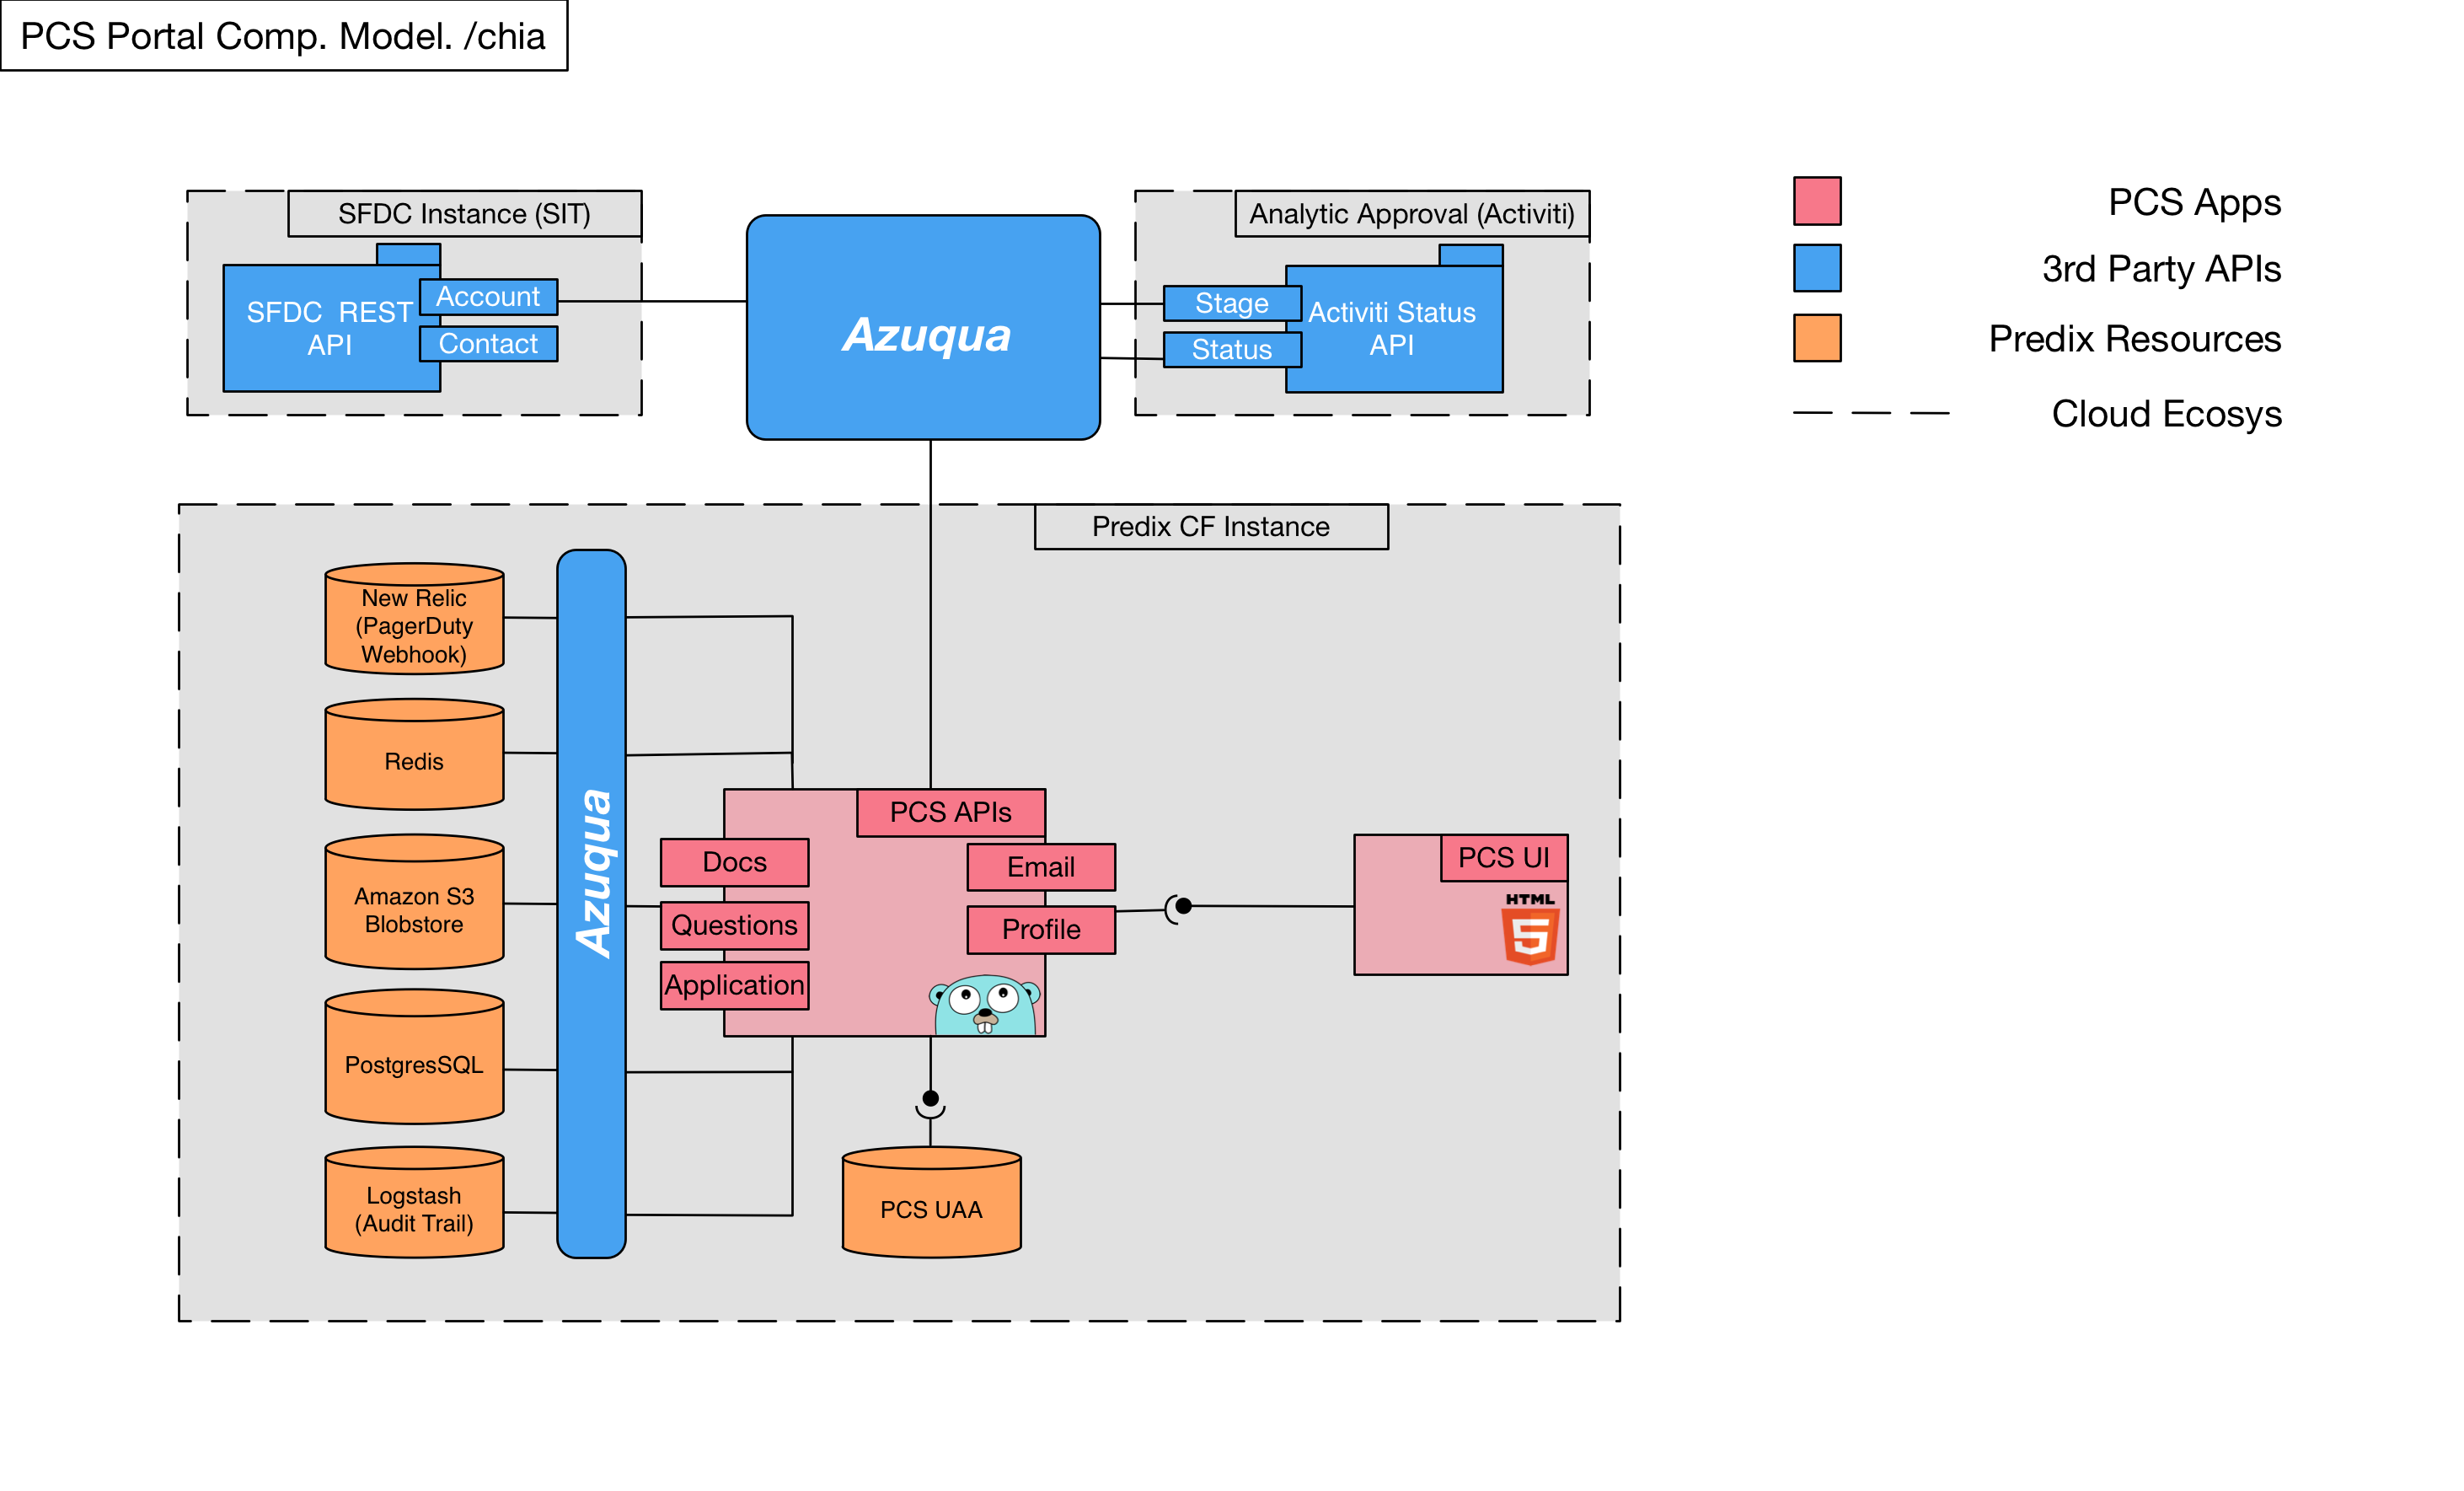 PCS Portal Comp. Model. /chia
SFDC Instance (SIT)
SFDC REST
API
Account
Contact
Azuqua
Analytic Approval (Activiti)
Stage
Status
Activiti Status
API
PCS Apps
3rd Party APIs
Predix Resources
Cloud Ecosys
Predix CF Instance
New Relic
(PagerDuty
Webhook)
Redis
Amazon S3
Blobstore
PostgresSQL
Logstash
(Audit Trail)
Azuqua
PCS APIs
Docs
Questions
Application
Email
Profile
PCS UI
HTML
5
PCS UAA